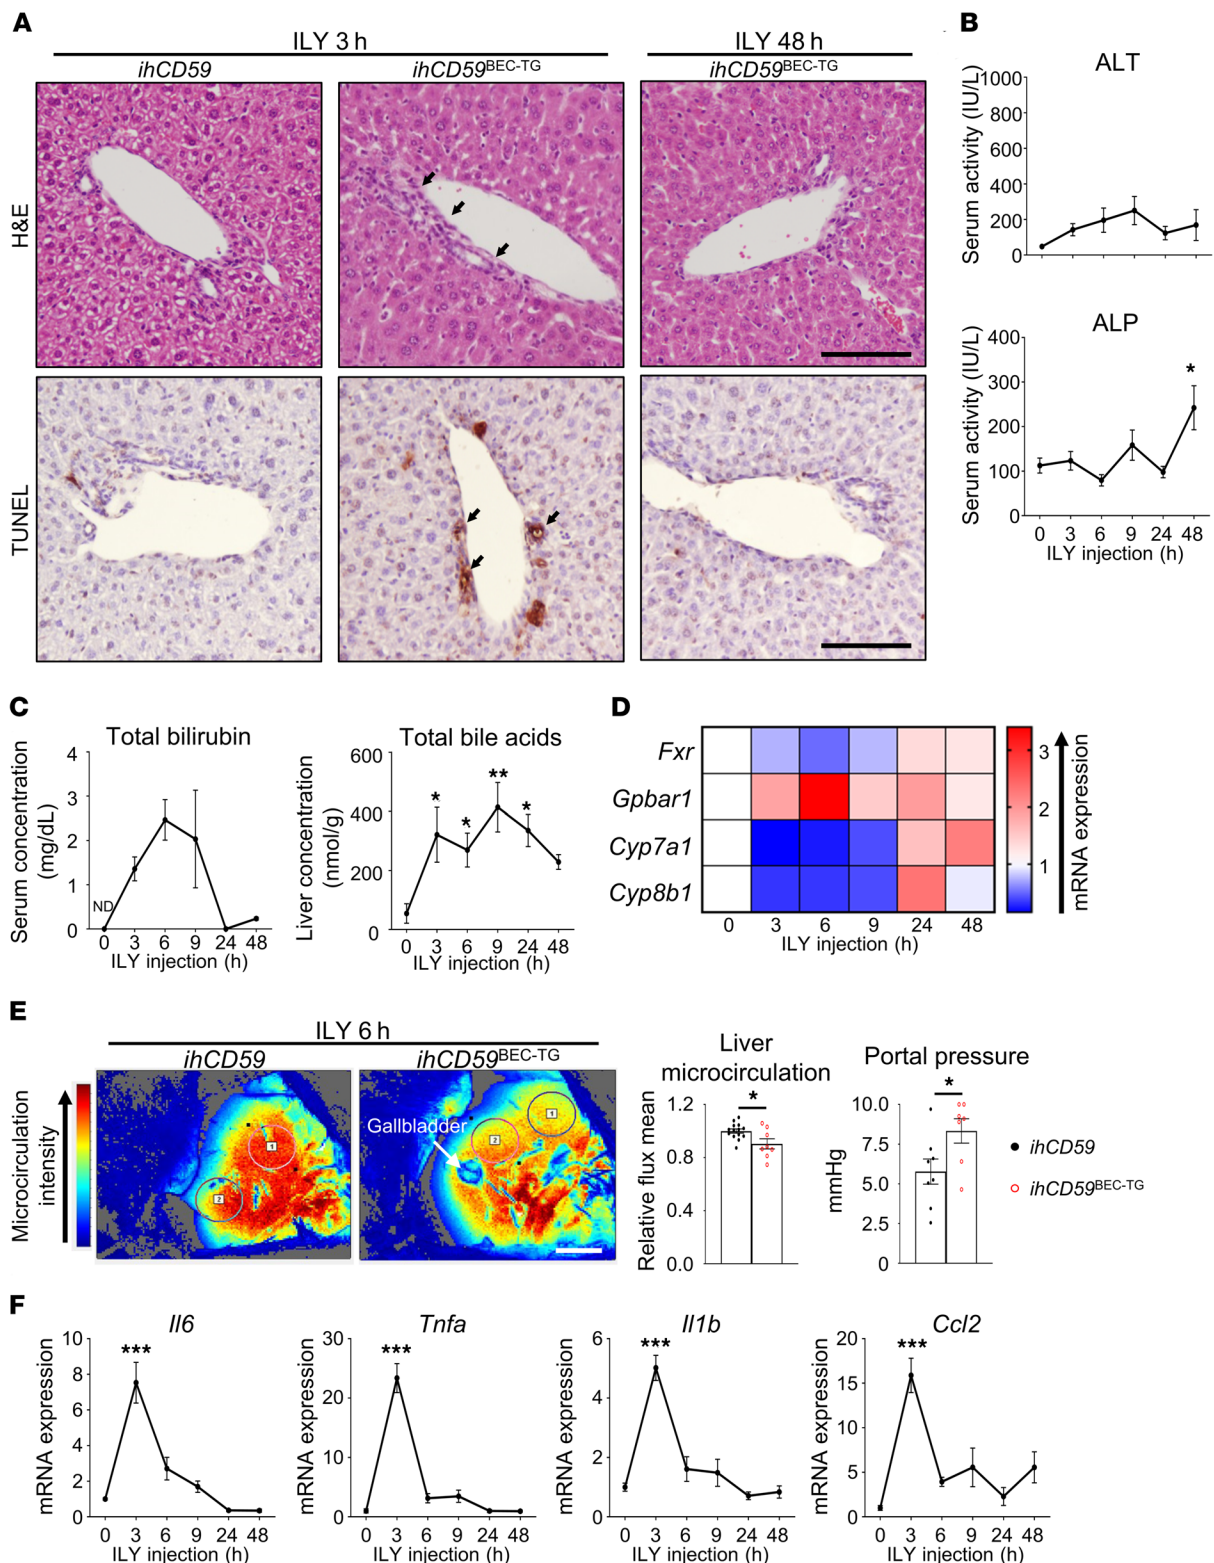 A
ILY 3 h
ILY 48 h
ihCD59
ihCD59BEC-TG
ihCD59BEC-TG
H&E
TUNEL
B
ALT
Serum activity (IU/L)
1000
800
600
400
200
0
ALP
Serum activity (IU/L)
400
300
200
100
0
*
0 3 6 9 24 48
ILY injection (h)
C
Total bilirubin
Serum concentration
(mg/dL)
4
3
2
1
0
ND
0 3 6 9 24 48
ILY injection (h)
Total bile acids
Liver concentration
(nmol/g)
600
400
200
0
* * ** *
0 3 6 9 24 48
ILY injection (h)
D
Fxr
Gpbar1
Cyp7a1
Cyp8b1
0 3 6 9 24 48
ILY injection (h)
3
2
1
mRNA expression
E
ILY 6 h
ihCD59
ihCD59BEC-TG
Microcirculation
intensity
1
2
Gallbladder
1
2
Liver
microcirculation
Relative flux mean
1.2
0.8
0.4
0.0
*
Portal pressure
mmHg
10.0
7.5
5.0
2.5
0
*
ihCD59
ihCD59BEC-TG
F
Il6
mRNA expression
10
8
6
4
2
0
***
0 3 6 9 24 48
ILY injection (h)
Tnfa
mRNA expression
30
20
10
0
***
0 3 6 9 24 48
ILY injection (h)
Il1b
mRNA expression
6
4
2
0
***
0 3 6 9 24 48
ILY injection (h)
Ccl2
mRNA expression
20
15
10
5
0
***
0 3 6 9 24 48
ILY injection (h)